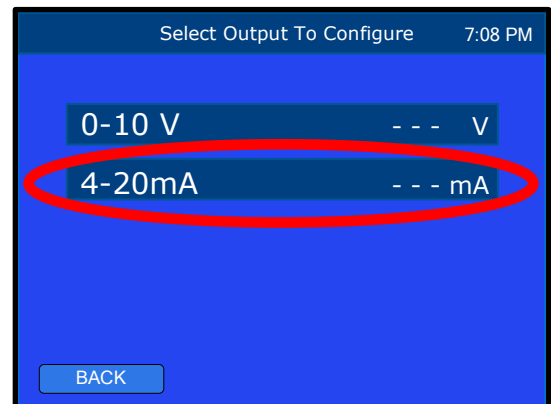 Select Output To Configure 7:08 PM
0-10 V - - - V
4-20mA - - - mA
BACK